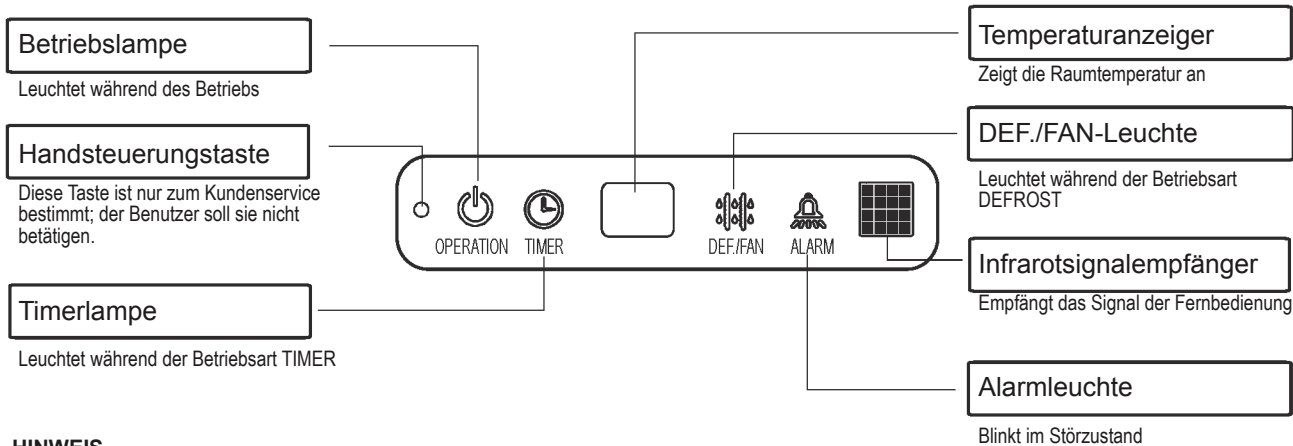 Betriebslampe
Leuchtet während des Betriebs
Handsteuerungstaste
Diese Taste ist nur zum Kundenservice
bestimmt; der Benutzer soll sie nicht
betätigen.
Timerlampe
Leuchtet während der Betriebsart TIMER
OPERATION
TIMER
DEF./FAN
ALARM
Temperaturanzeiger
Zeigt die Raumtemperatur an
DEF./FAN-Leuchte
Leuchtet während der Betriebsart
DEFROST
Infrarotsignalempfänger
Empfängt das Signal der Fernbedienung
Alarmleuchte
Blinkt im Störzustand
HINWEIS